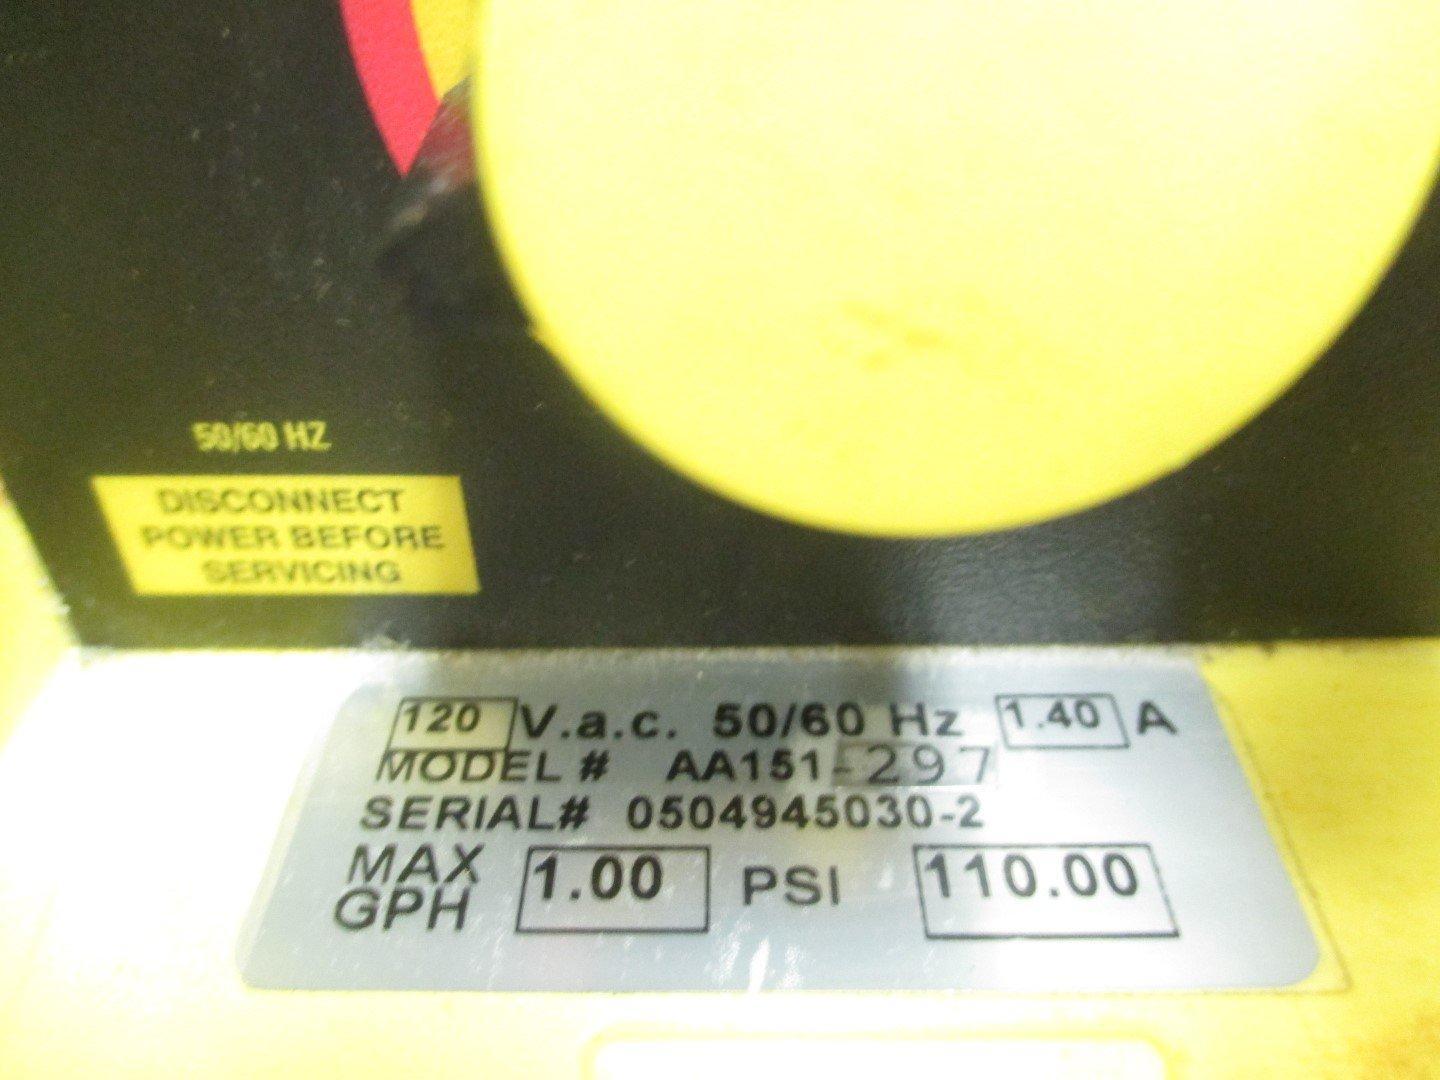 50/60 HZ
DISCONNECT
POWER BEFORE
SERVICING
120 V.a.c. 50/60 Hz 1.40 A
MODEL # AA151-297
SERIAL# 0504945030-2
MAX GPH 1.00 PSI 110.00